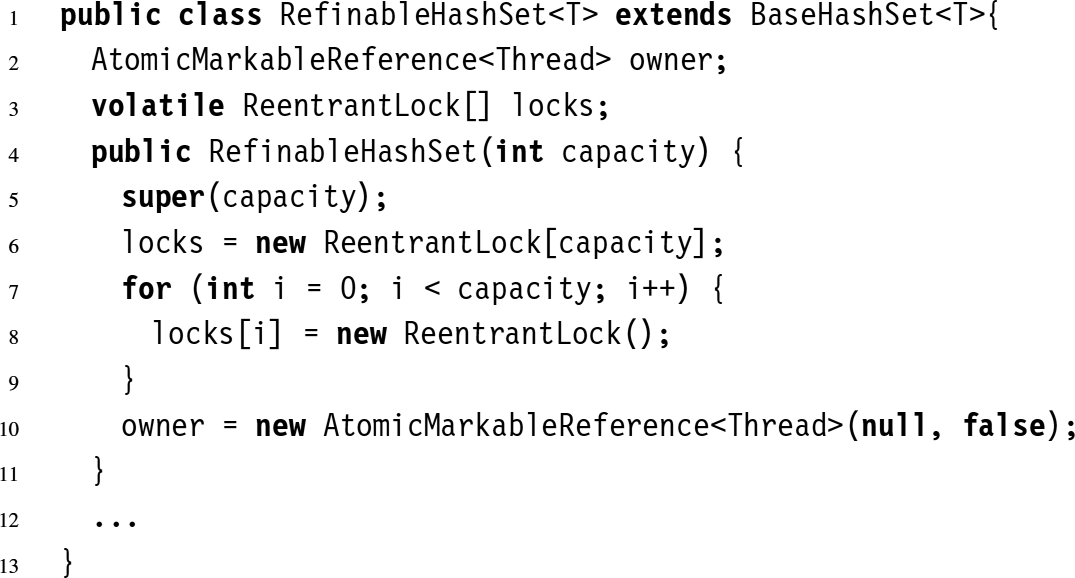 1 public class RefinableHashSet<T> extends BaseHashSet<T>{
2 AtomicMarkableReference<Thread> owner;
3 volatile ReentrantLock[] locks;
4 public RefinableHashSet(int capacity) {
5 super(capacity);
6 locks = new ReentrantLock[capacity];
7 for (int i = 0; i < capacity; i++) {
8 locks[i] = new ReentrantLock();
9 }
10 owner = new AtomicMarkableReference<Thread>(null, false);
11 }
12 ...
13 }